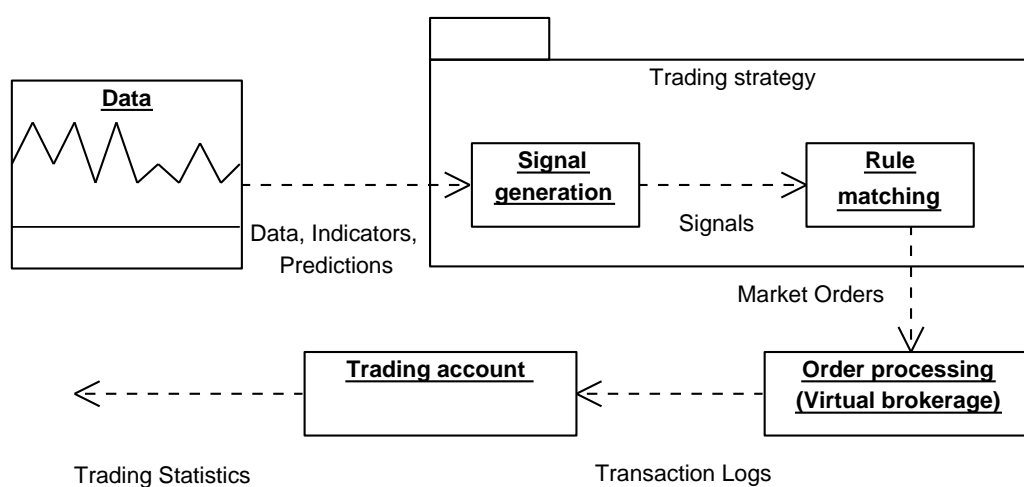 Trading strategy
Data
Signal
generation
Rule
matching
Signals
Data, Indicators,
Predictions
Market Orders
Trading account
Order processing
(Virtual brokerage)
Trading Statistics
Transaction Logs